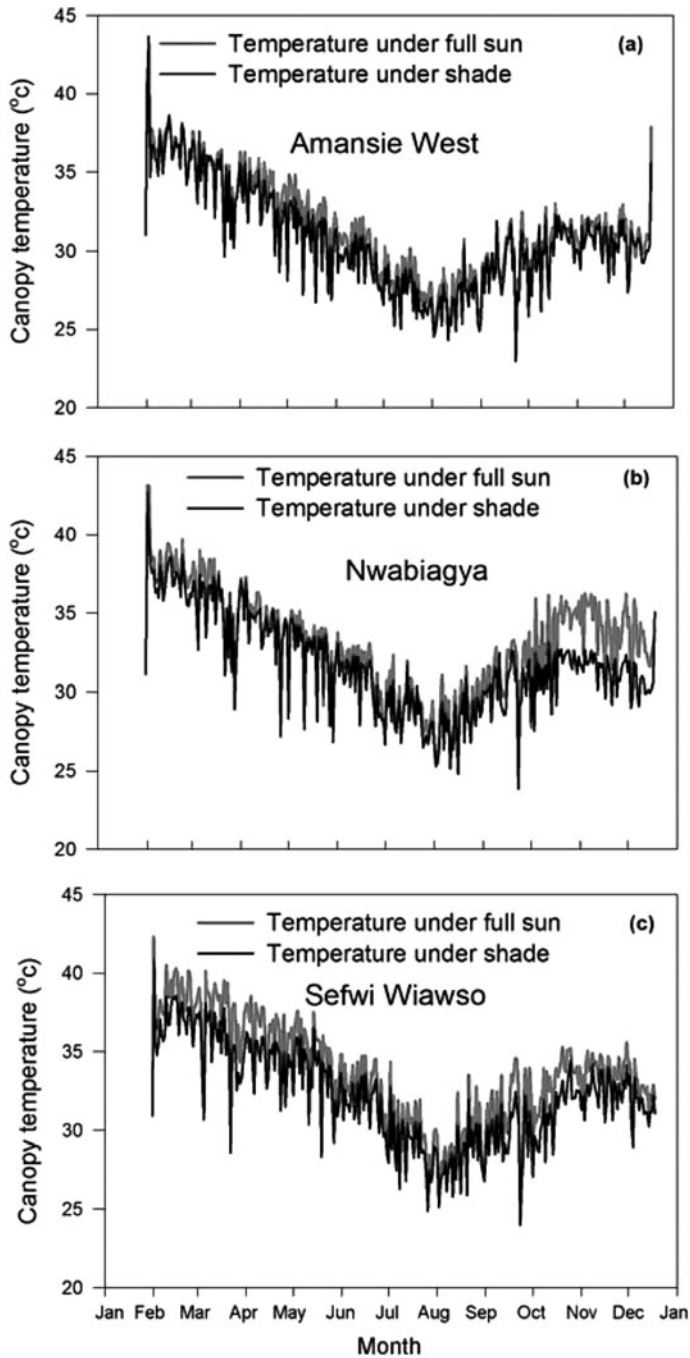 45
40
35
30
25
20
Canopy temperature (ºc)
Temperature under full sun
Temperature under shade
(a)
Amansie West
45
40
35
30
25
20
Canopy temperature (ºc)
Temperature under full sun
Temperature under shade
(b)
Nwabiagya
45
40
35
30
25
20
Canopy temperature (ºc)
Temperature under full sun
Temperature under shade
(c)
Sefwi Wiawso
Jan Feb Mar Apr May Jun Jul Aug Sep Oct Nov Dec Jan
Month